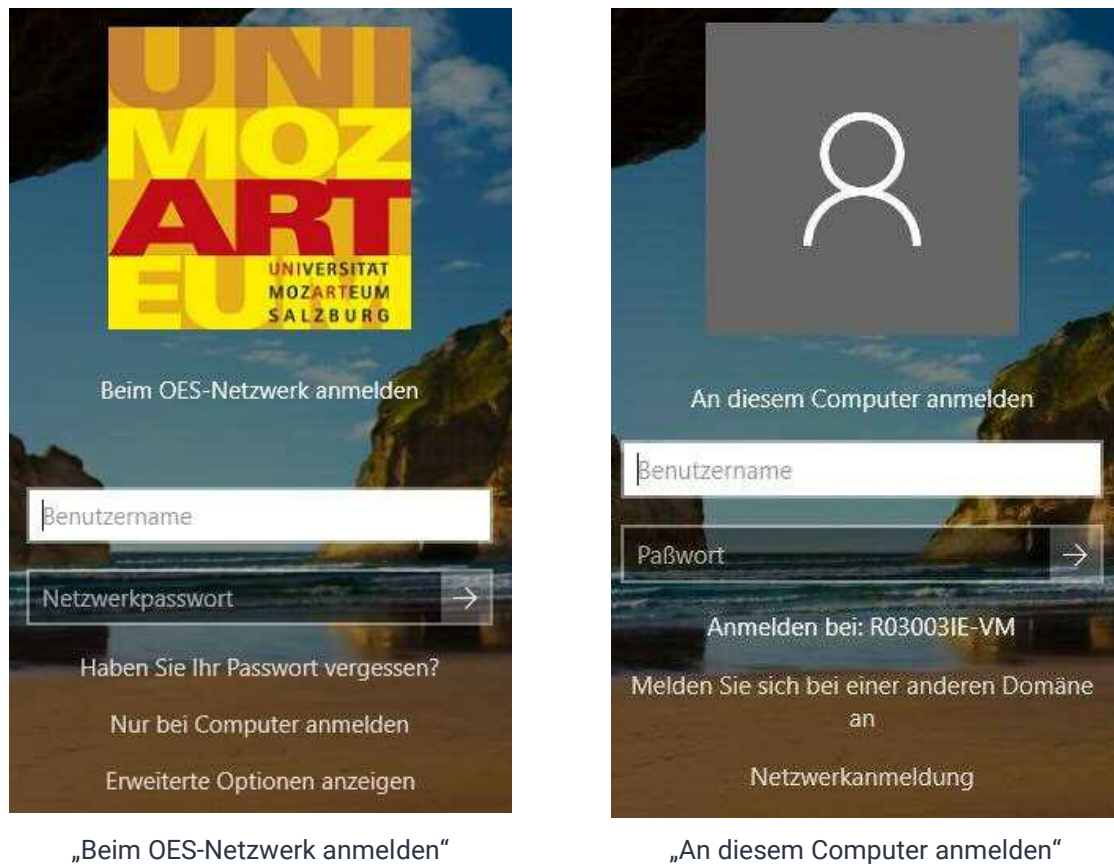 UNI
MOZ
ART
EUM
UNIVERSITÄT
MOZARTEUM
SALZBURG
Beim OES-Netzwerk anmelden
Benutzername
Netzwerkpasswort
Haben Sie Ihr Passwort vergessen?
Nur bei Computer anmelden
Erweiterte Optionen anzeigen
„Beim OES-Netzwerk anmelden“
An diesem Computer anmelden
Benutzername
Paßwort
Anmelden bei: R03003IE-VM
Melden Sie sich bei einer anderen Domäne
an
Netzwerkanmeldung
„An diesem Computer anmelden“